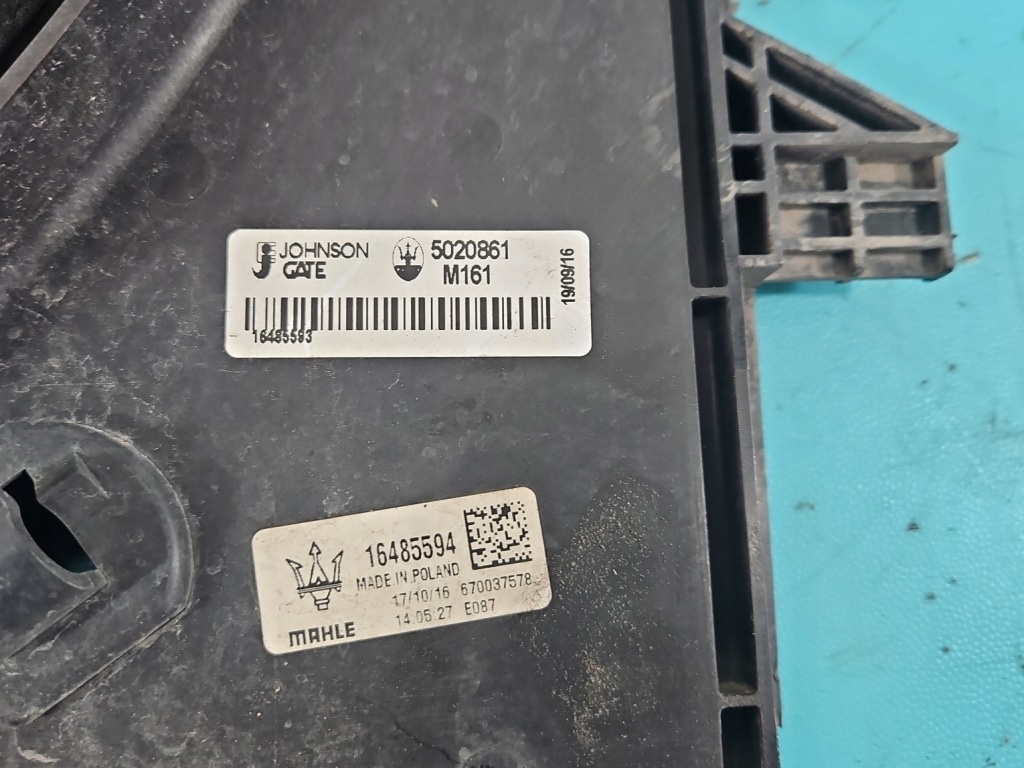 JOHNSON
GATE
5020861
M161
19/09/16
16485593
16485594
MADE IN POLAND
17/10/16 670037578
14:05:27 E087
MAHLE